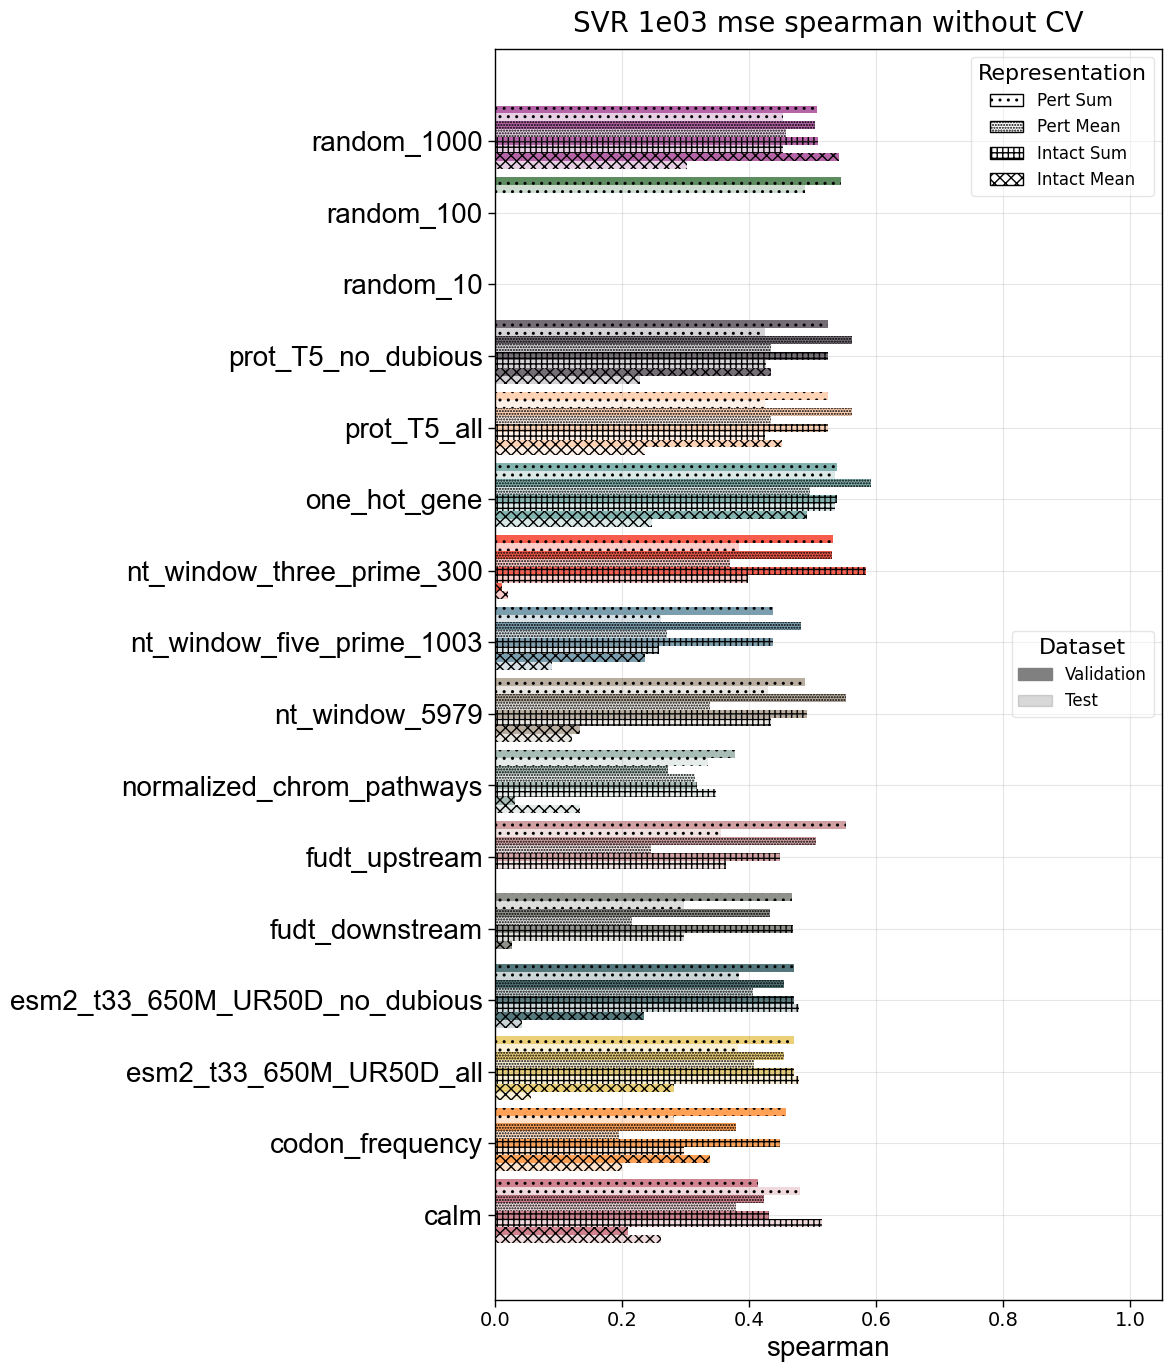 SVR 1e03 mse spearman without CV
Representation
Pert Sum
Pert Mean
Intact Sum
Intact Mean
random_1000
random_100
random_10
prot_T5_no_dubious
prot_T5_all
one_hot_gene
nt_window_three_prime_300
nt_window_five_prime_1003
Dataset
Validation
Test
nt_window_5979
normalized_chrom_pathways
fudt_upstream
fudt_downstream
esm2_t33_650M_UR50D_no_dubious
esm2_t33_650M_UR50D_all
codon_frequency
calm
0.0 0.2 0.4 0.6 0.8 1.0
spearman